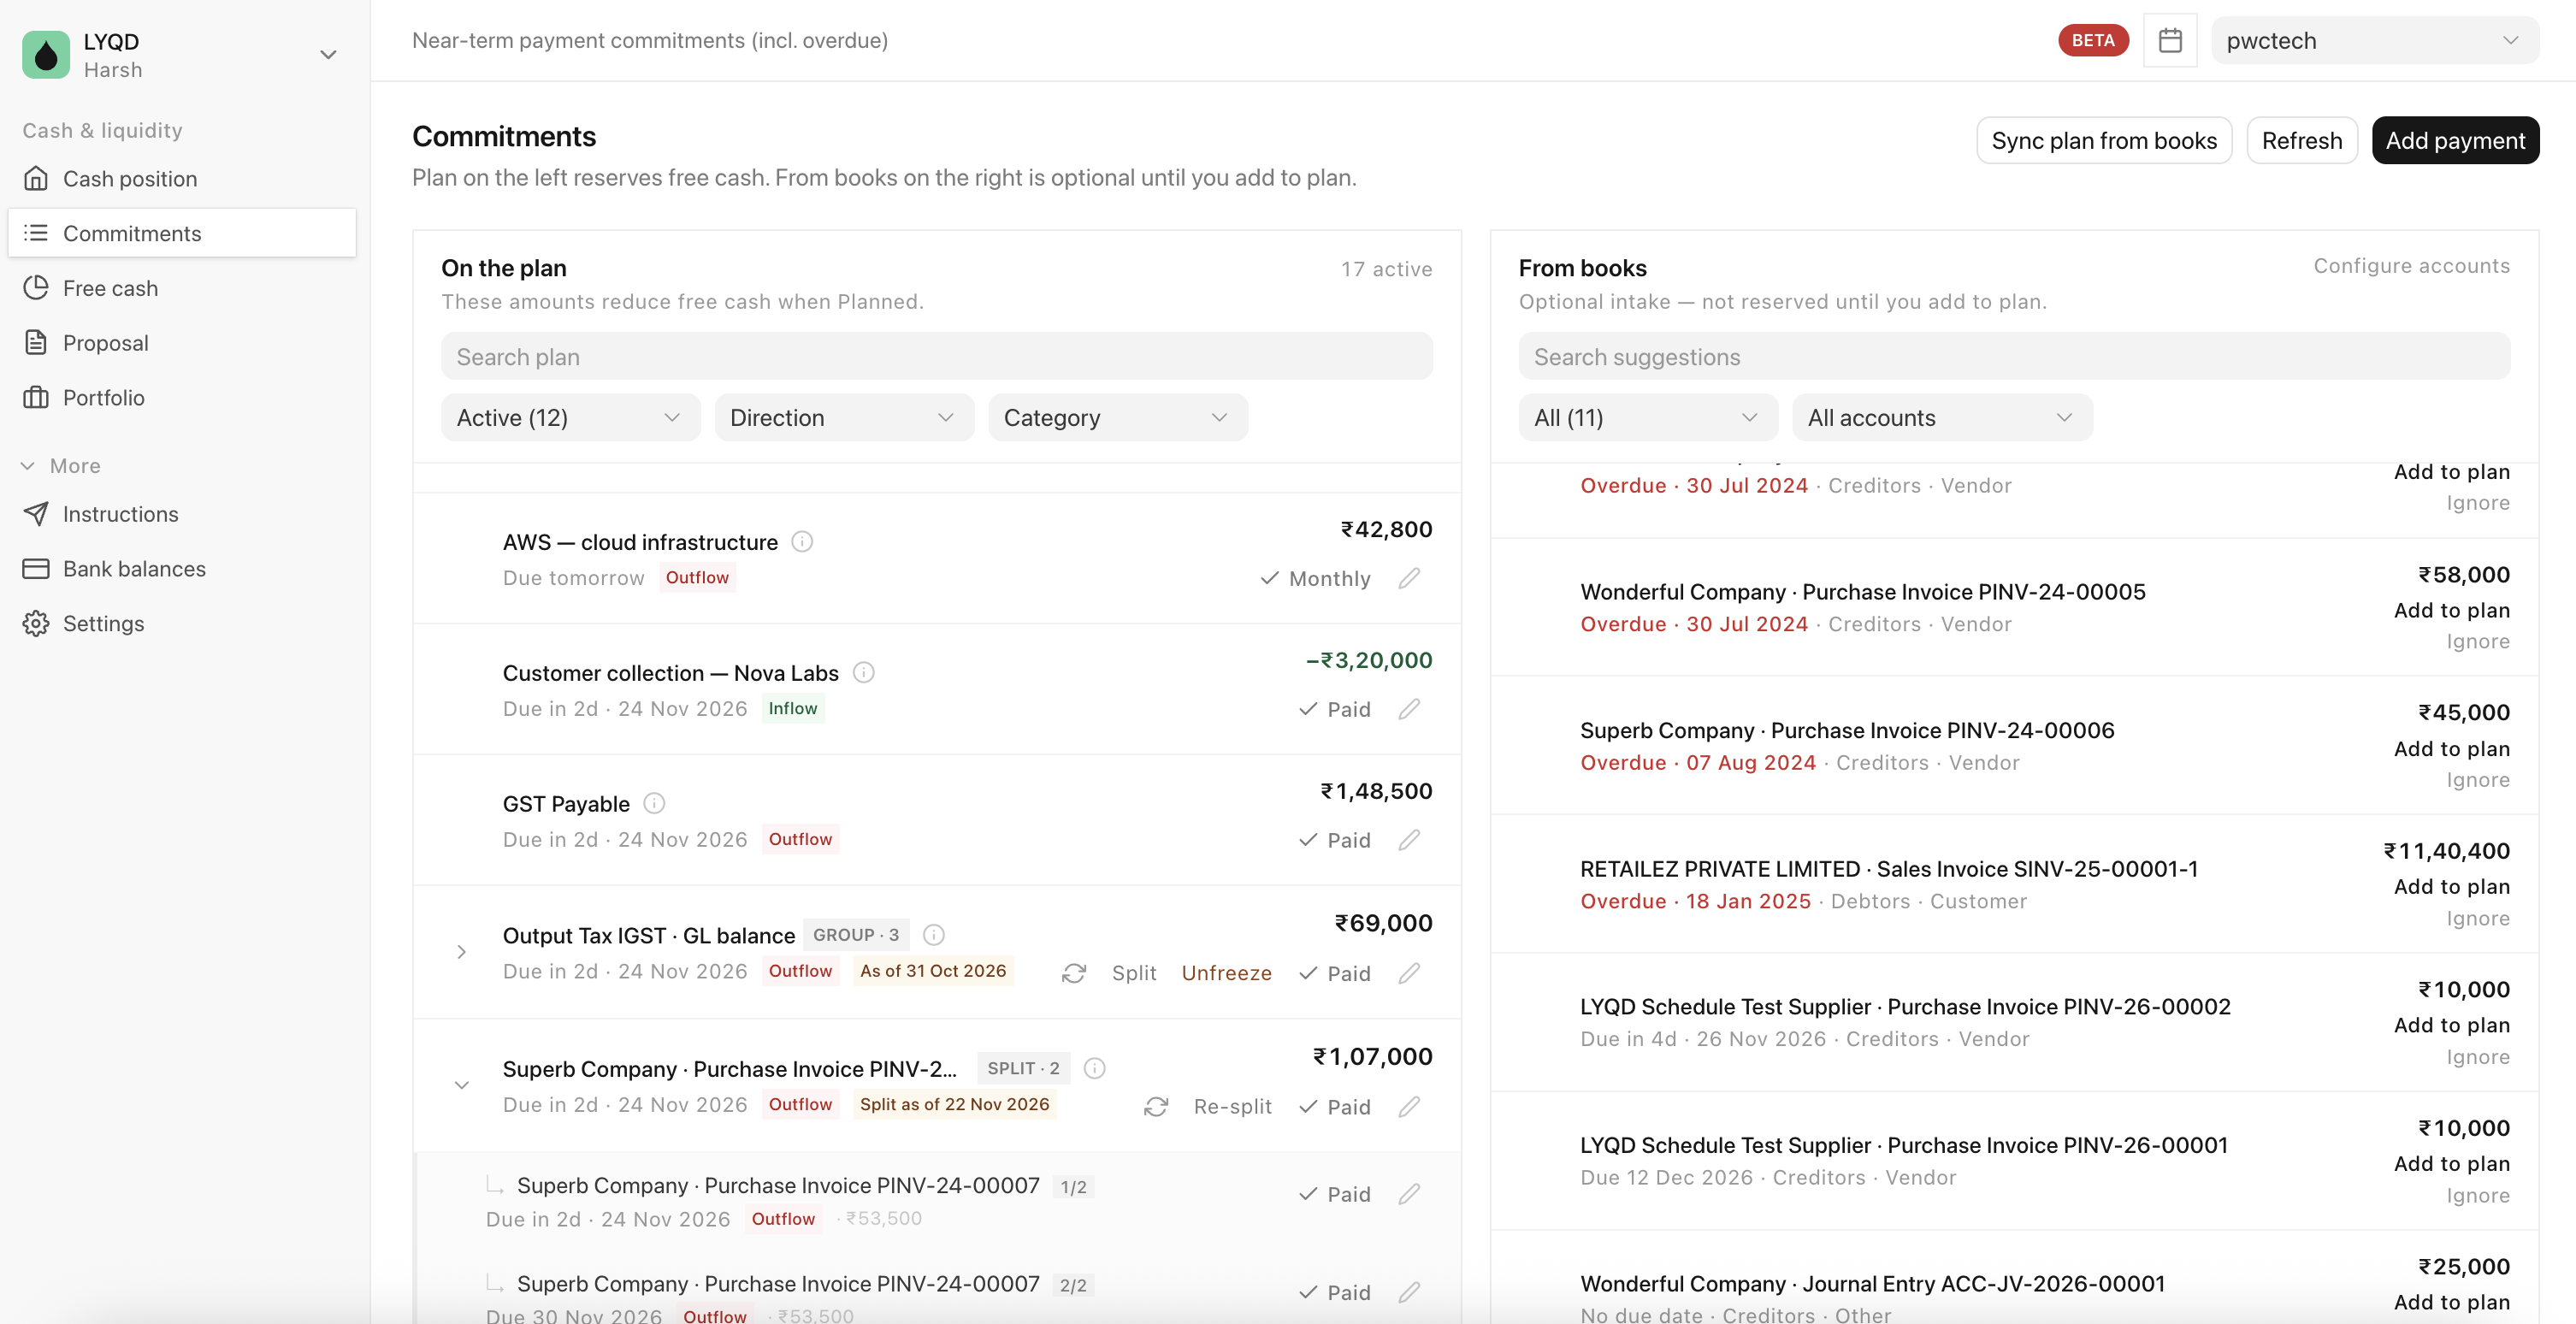 LYQD
Harsh
Cash & liquidity
Cash position
Commitments
Free cash
Proposal
Portfolio
More
Instructions
Bank balances
Settings
Near-term payment commitments (incl. overdue)
BETA
pwctech
Commitments
Plan on the left reserves free cash. From books on the right is optional until you add to plan.
Sync plan from books
Refresh
Add payment
On the plan
17 active
These amounts reduce free cash when Planned.
Search plan
Active (12)
Direction
Category
AWS — cloud infrastructure
₹42,800
Due tomorrow
Outflow
Monthly
Customer collection — Nova Labs
−₹3,20,000
Due in 2d · 24 Nov 2026
Inflow
Paid
GST Payable
₹1,48,500
Due in 2d · 24 Nov 2026
Outflow
Paid
Output Tax IGST · GL balance
GROUP · 3
₹69,000
Due in 2d · 24 Nov 2026
Outflow
As of 31 Oct 2026
Split
Unfreeze
Paid
Superb Company · Purchase Invoice PINV-2...
SPLIT · 2
₹1,07,000
Due in 2d · 24 Nov 2026
Outflow
Split as of 22 Nov 2026
Re-split
Paid
Superb Company · Purchase Invoice PINV-24-00007
1/2
Paid
Due in 2d · 24 Nov 2026
Outflow
· ₹53,500
Superb Company · Purchase Invoice PINV-24-00007
2/2
Paid
Due 30 Nov 2026
Outflow
· ₹53,500
From books
Configure accounts
Optional intake — not reserved until you add to plan.
Search suggestions
All (11)
All accounts
Add to plan
Overdue · 30 Jul 2024 · Creditors · Vendor
Ignore
₹58,000
Wonderful Company · Purchase Invoice PINV-24-00005
Add to plan
Overdue · 30 Jul 2024 · Creditors · Vendor
Ignore
₹45,000
Superb Company · Purchase Invoice PINV-24-00006
Add to plan
Overdue · 07 Aug 2024 · Creditors · Vendor
Ignore
₹11,40,400
RETAILEZ PRIVATE LIMITED · Sales Invoice SINV-25-00001-1
Add to plan
Overdue · 18 Jan 2025 · Debtors · Customer
Ignore
₹10,000
LYQD Schedule Test Supplier · Purchase Invoice PINV-26-00002
Add to plan
Due in 4d · 26 Nov 2026 · Creditors · Vendor
Ignore
₹10,000
LYQD Schedule Test Supplier · Purchase Invoice PINV-26-00001
Add to plan
Due 12 Dec 2026 · Creditors · Vendor
Ignore
₹25,000
Wonderful Company · Journal Entry ACC-JV-2026-00001
Add to plan
No due date · Creditors · Other